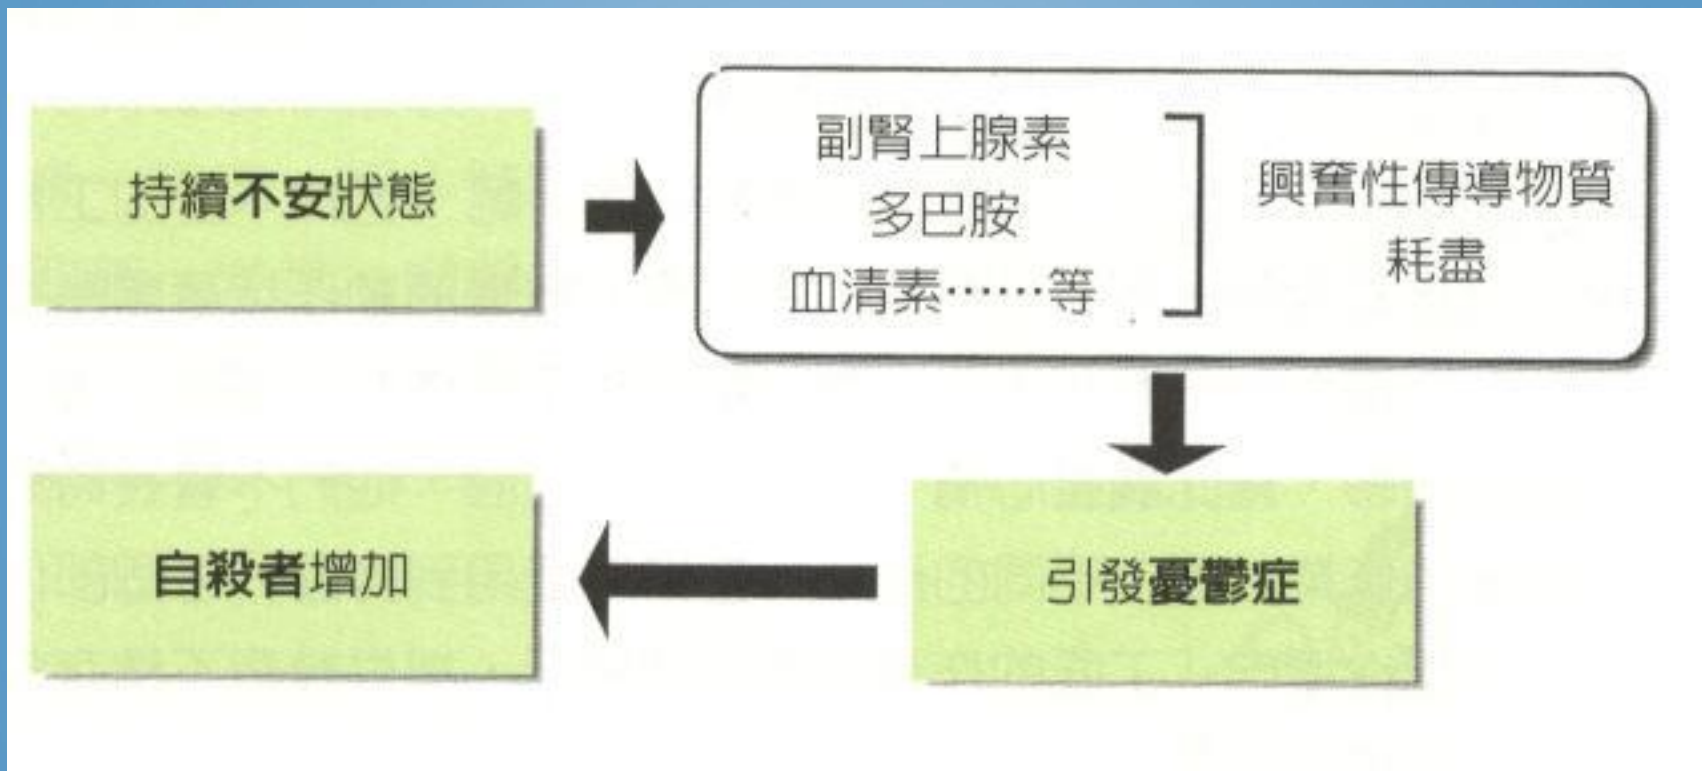 持續不安狀態
副腎上腺素
多巴胺
血清素……等
興奮性傳導物質
耗盡
引發憂鬱症
自殺者增加